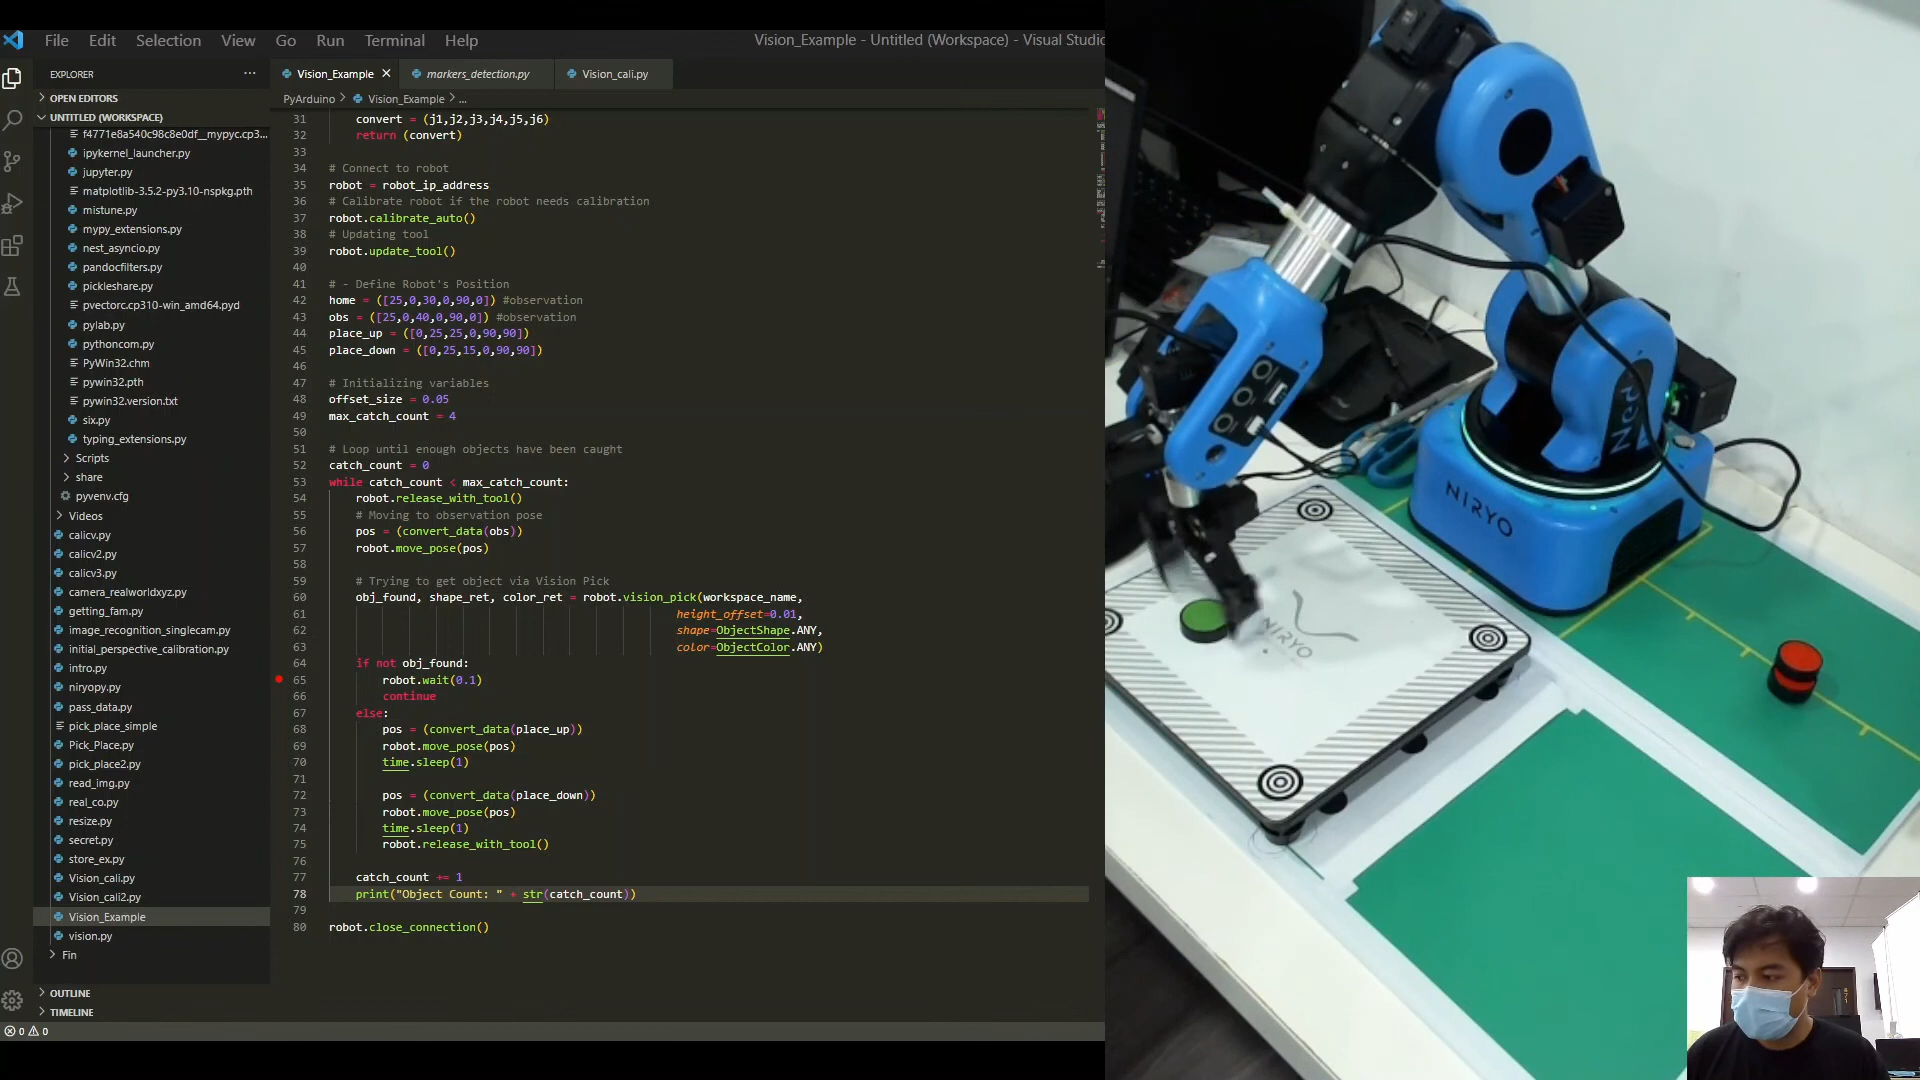 File Edit Selection View Go Run Terminal Help
Vision_Example - Untitled (Workspace) - Visual Studio
EXPLORER
OPEN EDITORS
UNTITLED (WORKSPACE)
f4771e8a540c98c8e0df__mypyc.cp3...
ipykernel_launcher.py
jupyter.py
matplotlib-3.5.2-py3.10-nspkg.pth
mistune.py
mypy_extensions.py
nest_asyncio.py
pandocfilters.py
pickleshare.py
pvectorc.cp310-win_amd64.pyd
pylab.py
pythoncom.py
PyWin32.chm
pywin32.pth
pywin32.version.txt
six.py
typing_extensions.py
Scripts
share
pyvenv.cfg
Videos
calicv.py
calicv2.py
calicv3.py
camera_realworldxyz.py
getting_fam.py
image_recognition_singlecam.py
initial_perspective_calibration.py
intro.py
niryopy.py
pass_data.py
pick_place_simple
Pick_Place.py
pick_place2.py
read_img.py
real_co.py
resize.py
secret.py
store_ex.py
Vision_cali.py
Vision_cali2.py
Vision_Example
vision.py
Fin
OUTLINE
TIMELINE
0 0
Vision_Example markers_detection.py Vision_cali.py
PyArduino > Vision_Example > ...
31 convert = (j1,j2,j3,j4,j5,j6)
32 return (convert)
33
34 # Connect to robot
35 robot = robot_ip_address
36 # Calibrate robot if the robot needs calibration
37 robot.calibrate_auto()
38 # Updating tool
39 robot.update_tool()
40
41 # - Define Robot's Position
42 home = ([25,0,30,0,90,0]) #observation
43 obs = ([25,0,40,0,90,0]) #observation
44 place_up = ([0,25,25,0,90,90])
45 place_down = ([0,25,15,0,90,90])
46
47 # Initializing variables
48 offset_size = 0.05
49 max_catch_count = 4
50
51 # Loop until enough objects have been caught
52 catch_count = 0
53 while catch_count < max_catch_count:
54 robot.release_with_tool()
55 # Moving to observation pose
56 pos = (convert_data(obs))
57 robot.move_pose(pos)
58
59 # Trying to get object via Vision Pick
60 obj_found, shape_ret, color_ret = robot.vision_pick(workspace_name,
61 height_offset=0.01,
62 shape=ObjectShape.ANY,
63 color=ObjectColor.ANY)
64 if not obj_found:
65 robot.wait(0.1)
66 continue
67 else:
68 pos = (convert_data(place_up))
69 robot.move_pose(pos)
70 time.sleep(1)
71
72 pos = (convert_data(place_down))
73 robot.move_pose(pos)
74 time.sleep(1)
75 robot.release_with_tool()
76
77 catch_count += 1
78 print("Object Count: " + str(catch_count))
79
80 robot.close_connection()
Ned
NIRYO
NIRYO